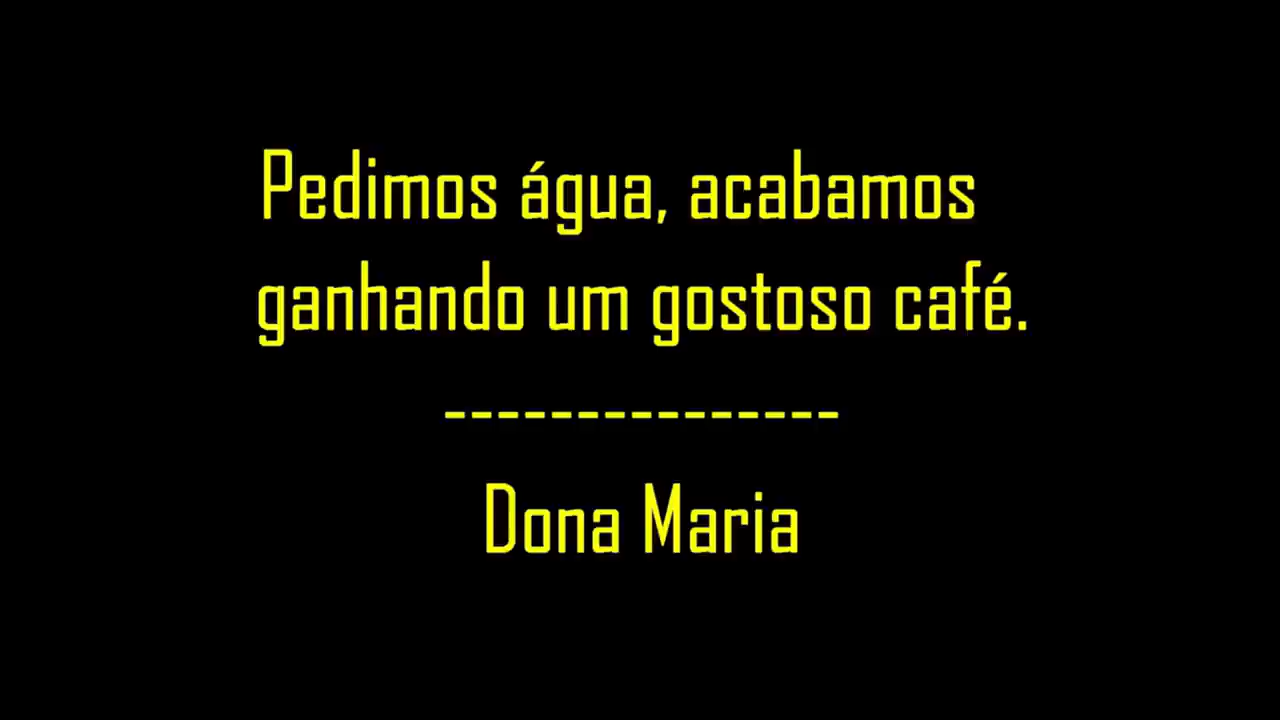 Pedimos água, acabamos
ganhando um gostoso café.
---------------
Dona Maria